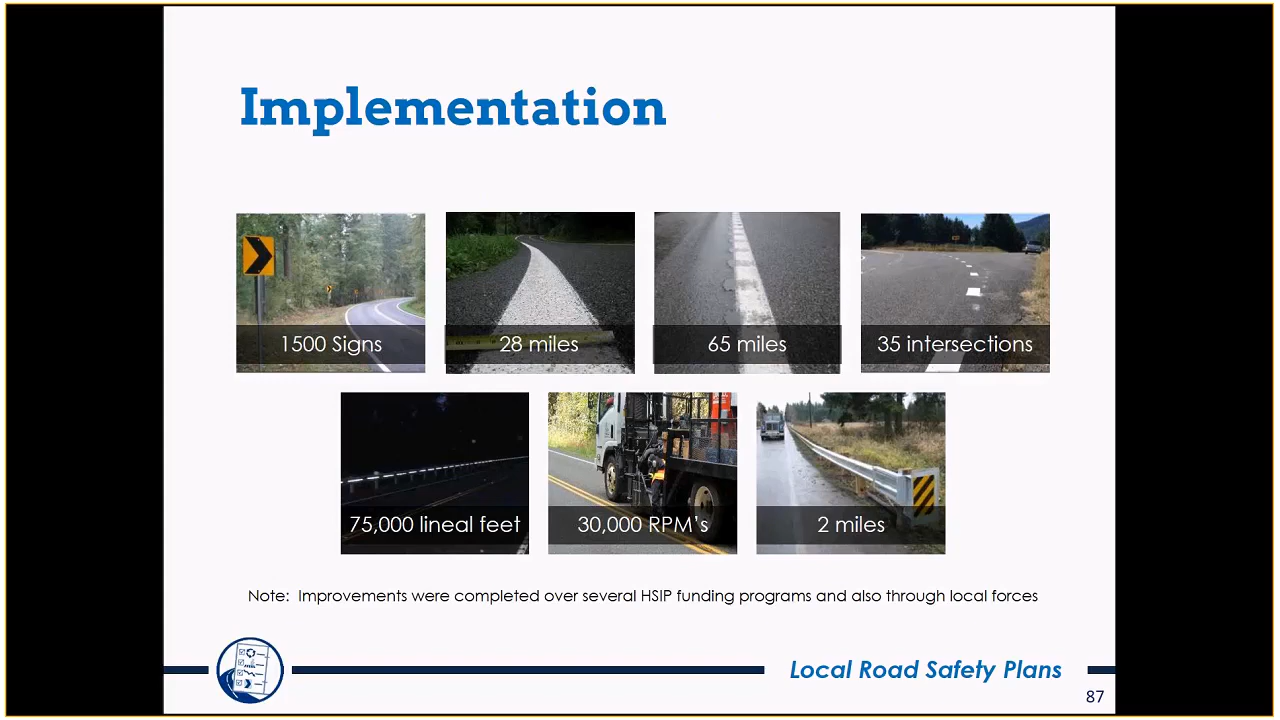 Implementation
1500 Signs
28 miles
65 miles
35 intersections
75,000 lineal feet
30,000 RPM's
2 miles
Note: Improvements were completed over several HSIP funding programs and also through local forces
Local Road Safety Plans
87